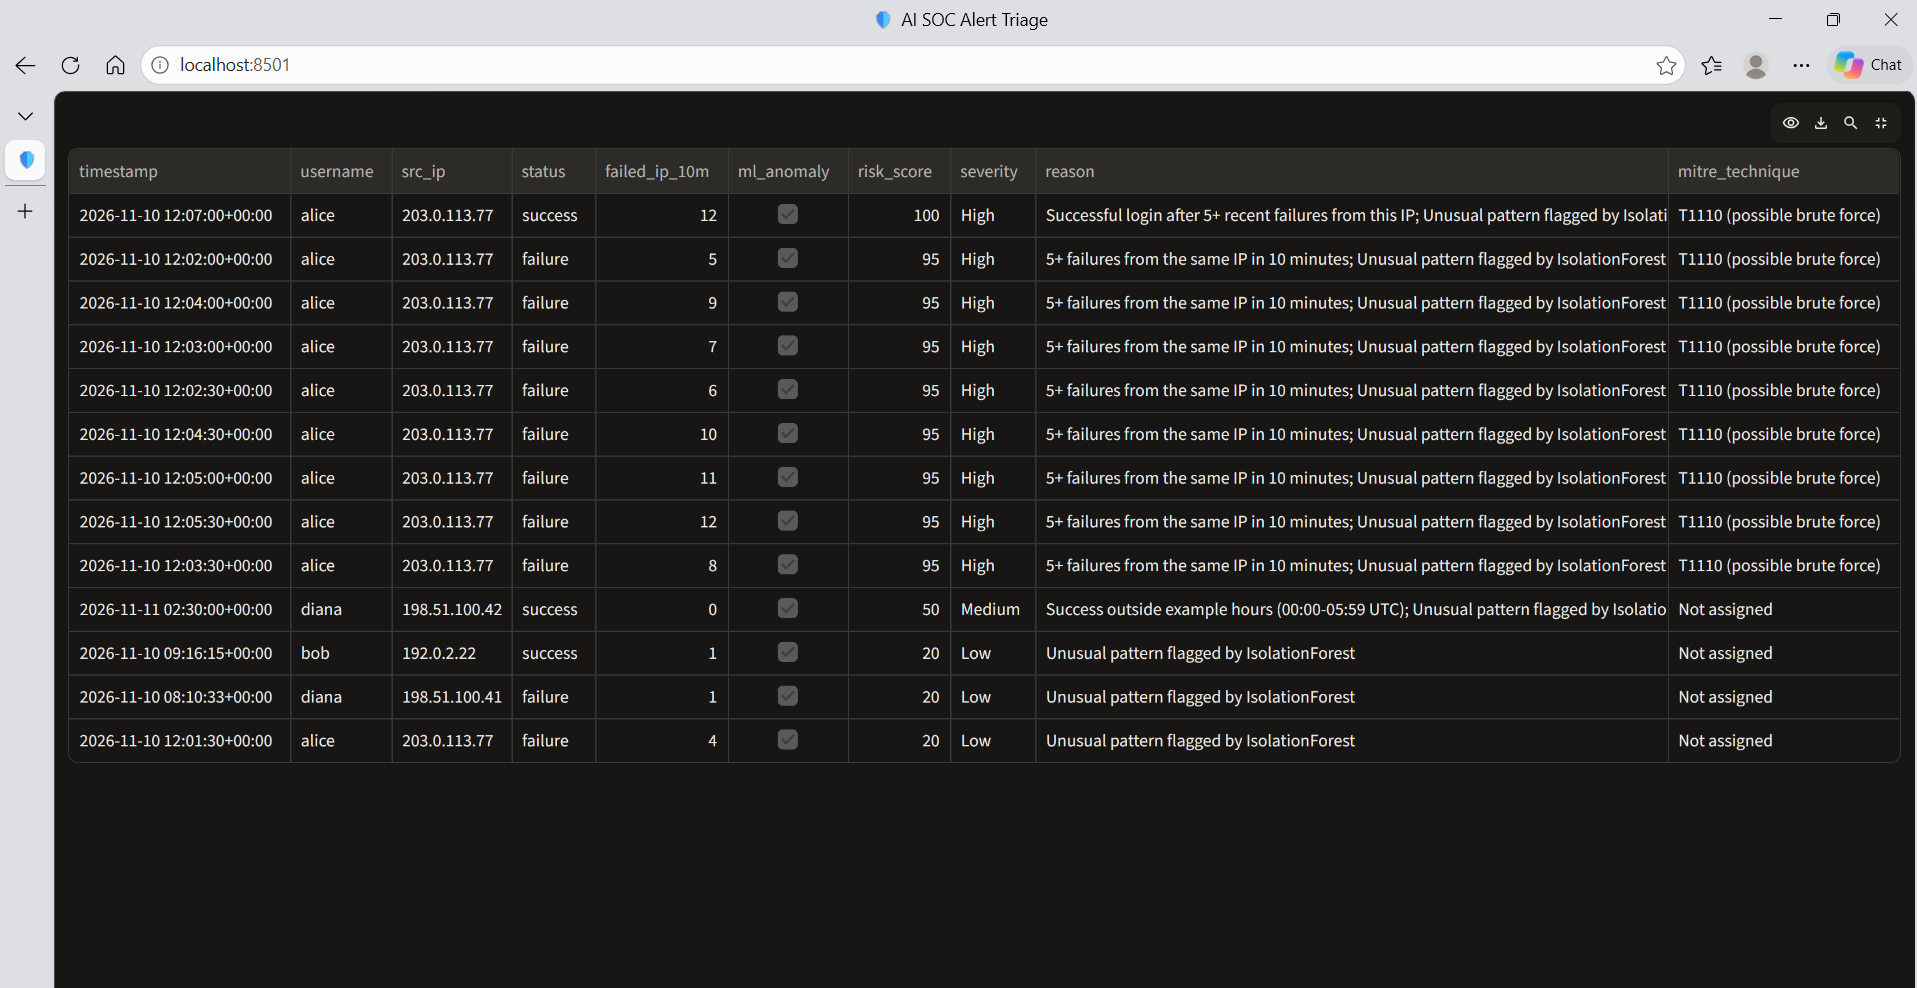 AI SOC Alert Triage
localhost:8501
Chat
timestamp username src_ip status failed_ip_10m ml_anomaly risk_score severity reason mitre_technique
2026-11-10 12:07:00+00:00 alice 203.0.113.77 success 12 100 High Successful login after 5+ recent failures from this IP; Unusual pattern flagged by Isolati T1110 (possible brute force)
2026-11-10 12:02:00+00:00 alice 203.0.113.77 failure 5 95 High 5+ failures from the same IP in 10 minutes; Unusual pattern flagged by IsolationForest T1110 (possible brute force)
2026-11-10 12:04:00+00:00 alice 203.0.113.77 failure 9 95 High 5+ failures from the same IP in 10 minutes; Unusual pattern flagged by IsolationForest T1110 (possible brute force)
2026-11-10 12:03:00+00:00 alice 203.0.113.77 failure 7 95 High 5+ failures from the same IP in 10 minutes; Unusual pattern flagged by IsolationForest T1110 (possible brute force)
2026-11-10 12:02:30+00:00 alice 203.0.113.77 failure 6 95 High 5+ failures from the same IP in 10 minutes; Unusual pattern flagged by IsolationForest T1110 (possible brute force)
2026-11-10 12:04:30+00:00 alice 203.0.113.77 failure 10 95 High 5+ failures from the same IP in 10 minutes; Unusual pattern flagged by IsolationForest T1110 (possible brute force)
2026-11-10 12:05:00+00:00 alice 203.0.113.77 failure 11 95 High 5+ failures from the same IP in 10 minutes; Unusual pattern flagged by IsolationForest T1110 (possible brute force)
2026-11-10 12:05:30+00:00 alice 203.0.113.77 failure 12 95 High 5+ failures from the same IP in 10 minutes; Unusual pattern flagged by IsolationForest T1110 (possible brute force)
2026-11-10 12:03:30+00:00 alice 203.0.113.77 failure 8 95 High 5+ failures from the same IP in 10 minutes; Unusual pattern flagged by IsolationForest T1110 (possible brute force)
2026-11-11 02:30:00+00:00 diana 198.51.100.42 success 0 50 Medium Success outside example hours (00:00-05:59 UTC); Unusual pattern flagged by Isolatio Not assigned
2026-11-10 09:16:15+00:00 bob 192.0.2.22 success 1 20 Low Unusual pattern flagged by IsolationForest Not assigned
2026-11-10 08:10:33+00:00 diana 198.51.100.41 failure 1 20 Low Unusual pattern flagged by IsolationForest Not assigned
2026-11-10 12:01:30+00:00 alice 203.0.113.77 failure 4 20 Low Unusual pattern flagged by IsolationForest Not assigned